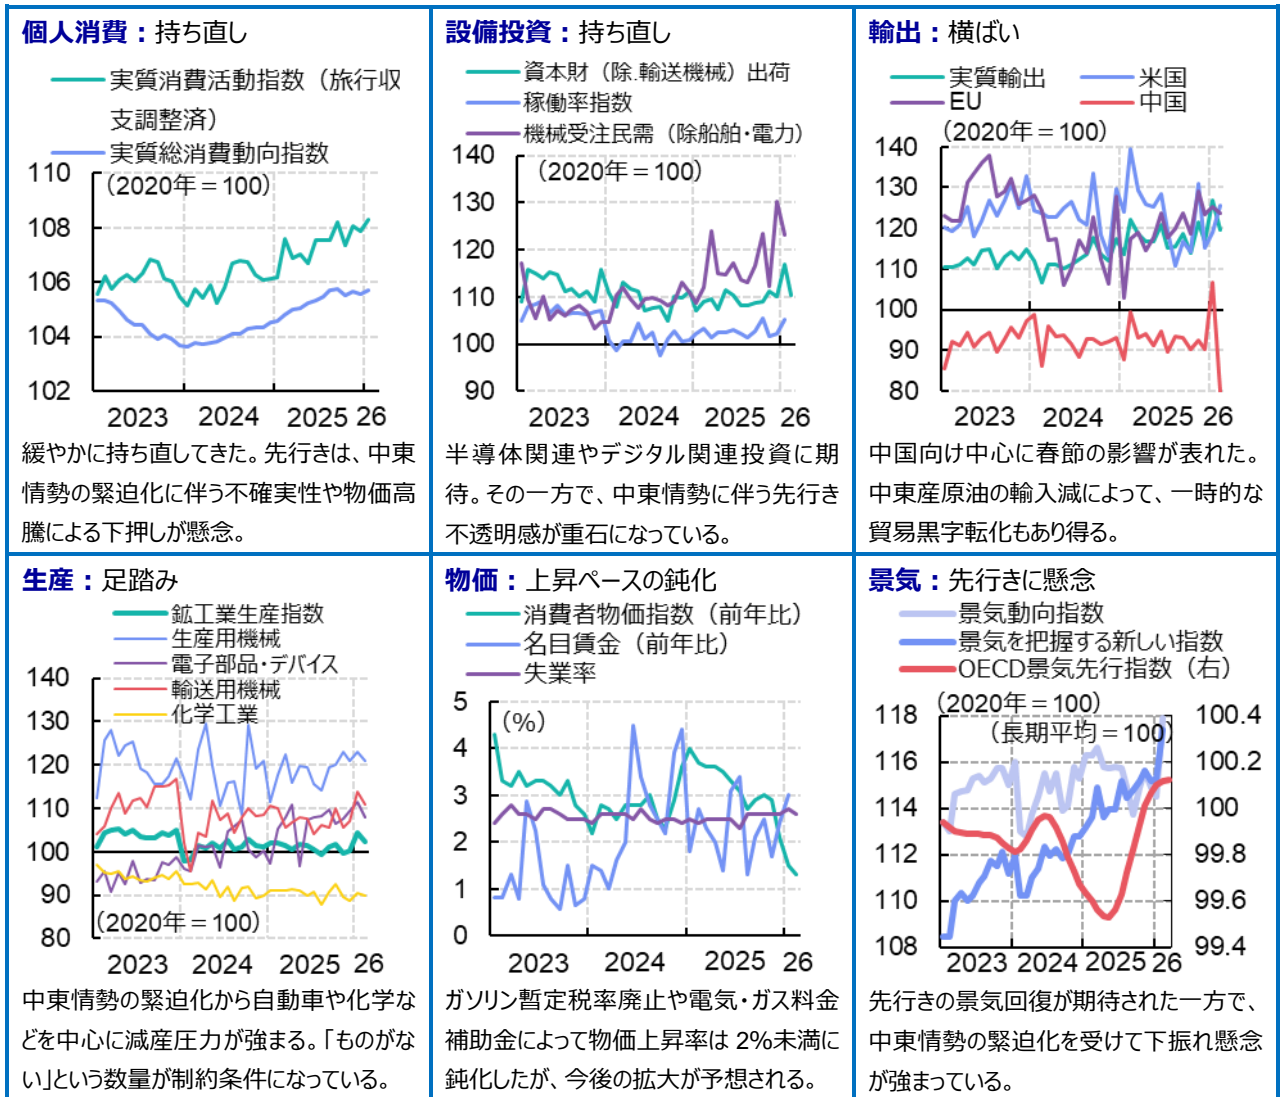 個人消費：持ち直し
実質消費活動指数（旅行収
支調整済）
実質総消費動向指数
（2020年＝100）
110
108
106
104
102
2023 2024 2025 26
緩やかに持ち直してきた。先行きは、中東
情勢の緊迫化に伴う不確実性や物価高
騰による下押しが懸念。
設備投資：持ち直し
資本財（除.輸送機械）出荷
稼働率指数
機械受注民需（除船舶・電力）
（2020年＝100）
140
130
120
110
100
90
2023 2024 2025 26
半導体関連やデジタル関連投資に期
待。その一方で、中東情勢に伴う先行き
不透明感が重石になっている。
輸出：横ばい
実質輸出 米国
EU 中国
（2020年＝100）
140
130
120
110
100
90
80
2023 2024 2025 26
中国向け中心に春節の影響が表れた。
中東産原油の輸入減によって、一時的な
貿易黒字転化もあり得る。
生産：足踏み
鉱工業生産指数
生産用機械
電子部品・デバイス
輸送用機械
化学工業
140
130
120
110
100
90
80
（2020年＝100）
2023 2024 2025 26
中東情勢の緊迫化から自動車や化学な
どを中心に減産圧力が強まる。「ものがな
い」という数量が制約条件になっている。
物価：上昇ペースの鈍化
消費者物価指数（前年比）
名目賃金（前年比）
失業率
（%）
5
4
3
2
1
0
2023 2024 2025 26
ガソリン暫定税率廃止や電気・ガス料金
補助金によって物価上昇率は 2%未満に
鈍化したが、今後の拡大が予想される。
景気：先行きに懸念
景気動向指数
景気を把握する新しい指数
OECD景気先行指数（右）
（2020年＝100）
（長期平均＝100）
118 100.4
116 100.2
114 100
112 99.8
110 99.6
108 99.4
2023 2024 2025 26
先行きの景気回復が期待された一方で、
中東情勢の緊迫化を受けて下振れ懸念
が強まっている。